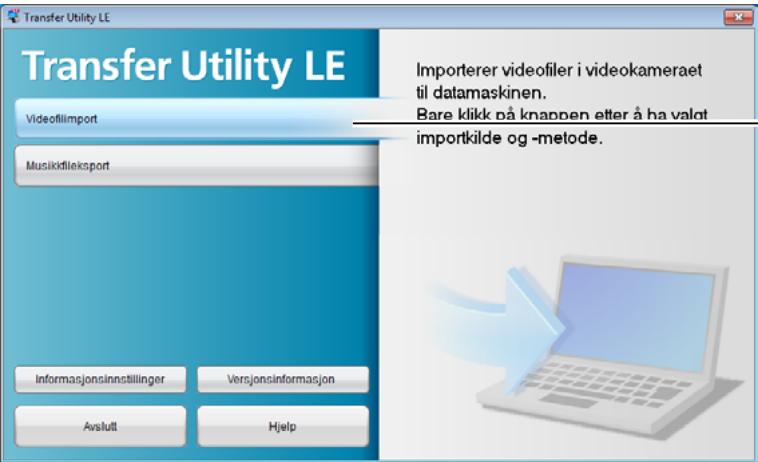 Transfer Utility LE
Transfer Utility LE
Videofilimport
Musikkfileksport
Informasjonsinnstillinger
Versjonsinformasjon
Avslutt
Hjelp
Importerer videofiler i videokameraet
til datamaskinen.
Bare klikk på knappen etter å ha valgt
importkilde og -metode.